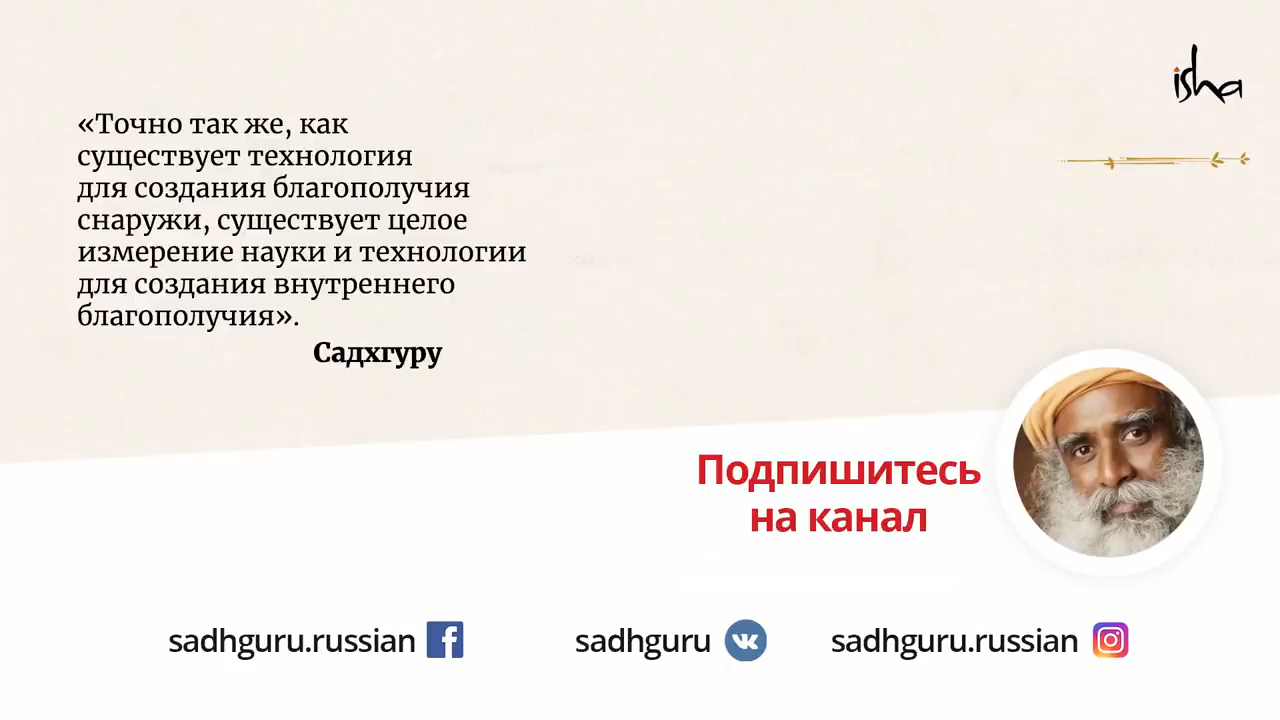 isha
«Точно так же, как
существует технология
для создания благополучия
снаружи, существует целое
измерение науки и технологии
для создания внутреннего
благополучия».
Садхгуру
Подпишитесь
на канал
sadhguru.russian
sadhguru
sadhguru.russian